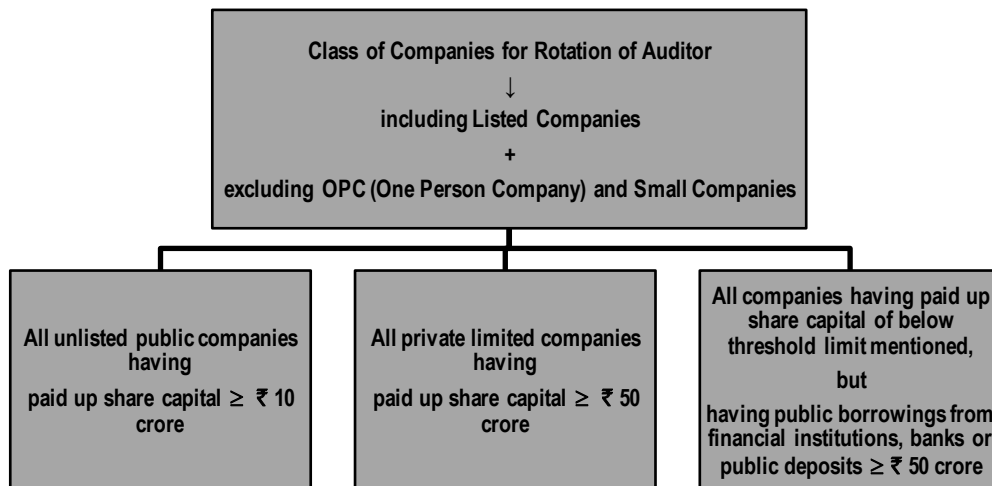 Class of Companies for Rotation of Auditor
↓
including Listed Companies
+
excluding OPC (One Person Company) and Small Companies
All unlisted public companies
having
paid up share capital ≥ ₹ 10
crore
All private limited companies
having
paid up share capital ≥ ₹ 50
crore
All companies having paid up
share capital of below
threshold limit mentioned,
but
having public borrowings from
financial institutions, banks or
public deposits ≥ ₹ 50 crore